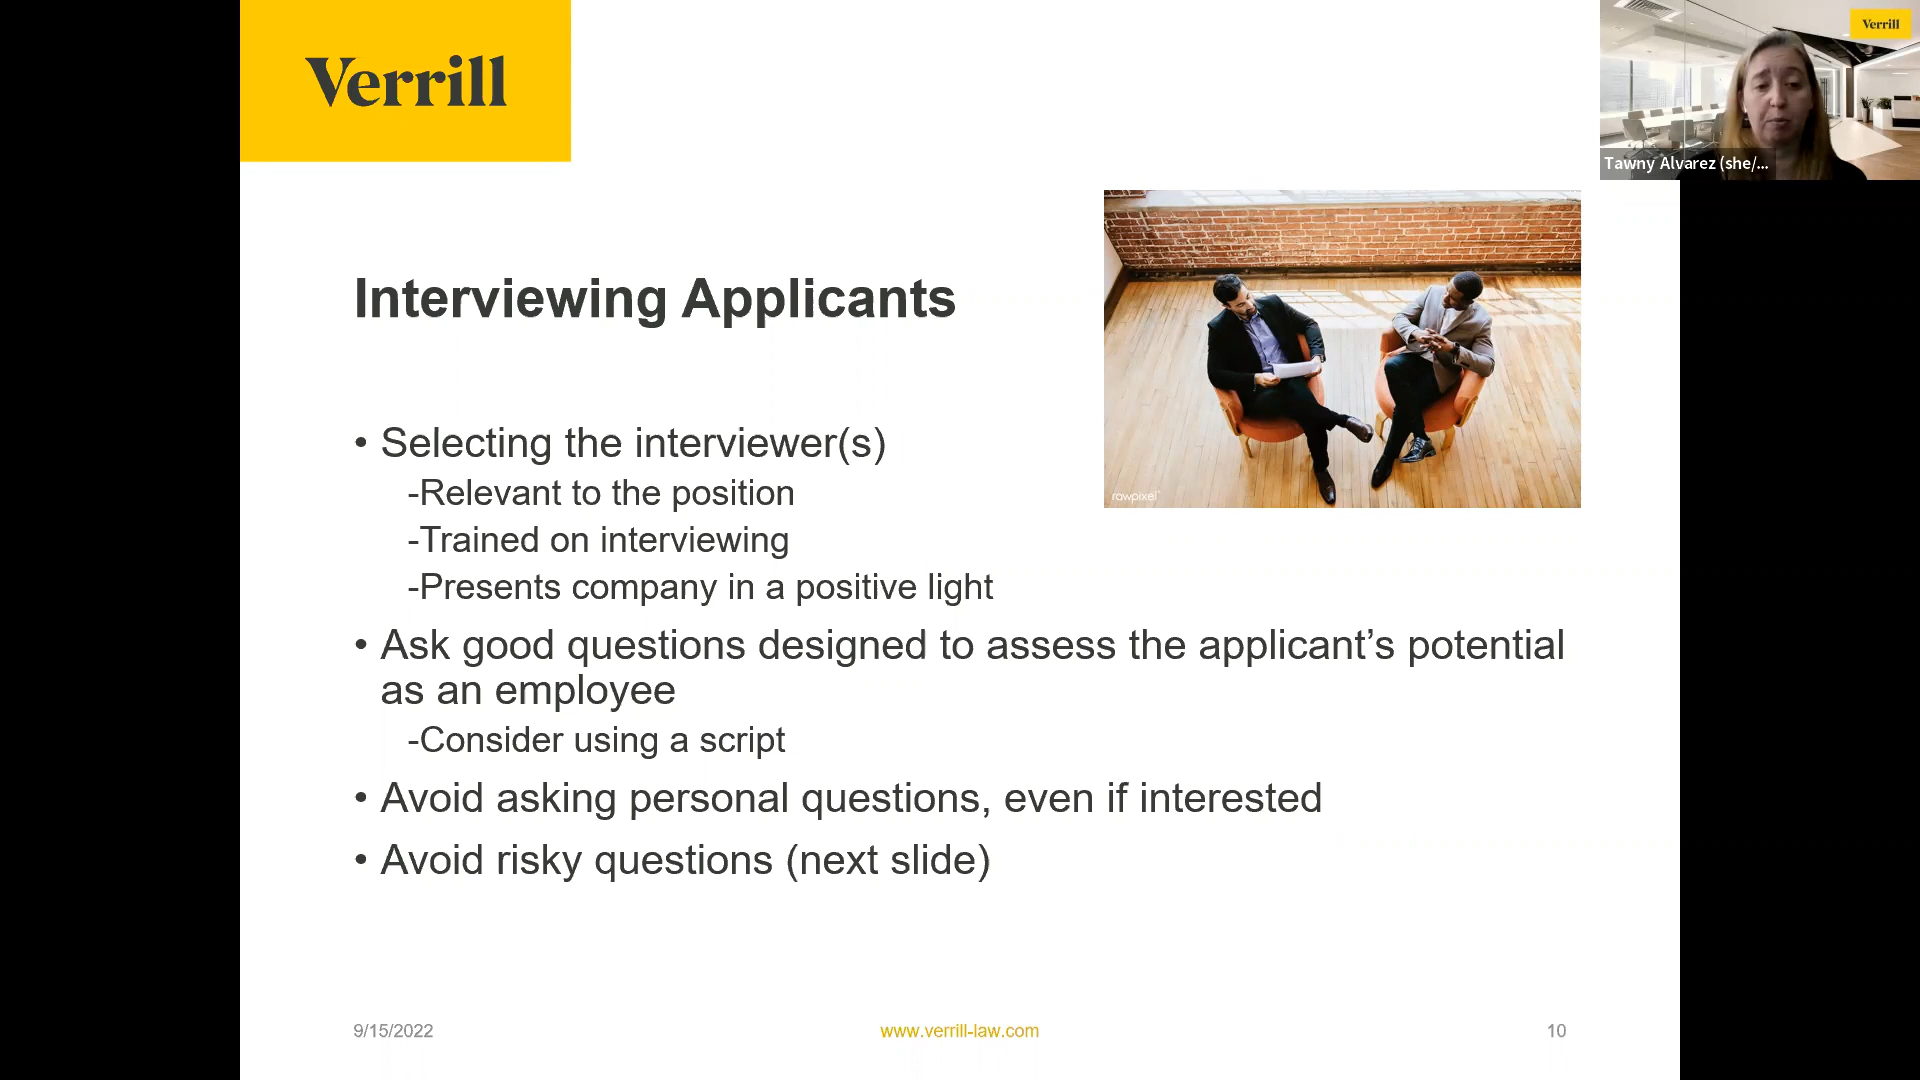 Verrill
Verrill
Tawny Alvarez (she/...
rawpixel
Interviewing Applicants
• Selecting the interviewer(s)
-Relevant to the position
-Trained on interviewing
-Presents company in a positive light
• Ask good questions designed to assess the applicant’s potential
as an employee
-Consider using a script
• Avoid asking personal questions, even if interested
• Avoid risky questions (next slide)
9/15/2022
www.verrill-law.com
10